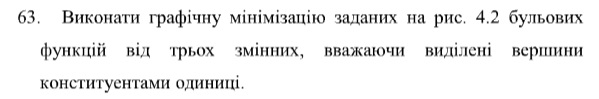 63. Виконати графічну мінімізацію заданих на рис. 4.2 бульових
функцій від трьох змінних, вважаючи виділені вершини
конституентами одиниці.